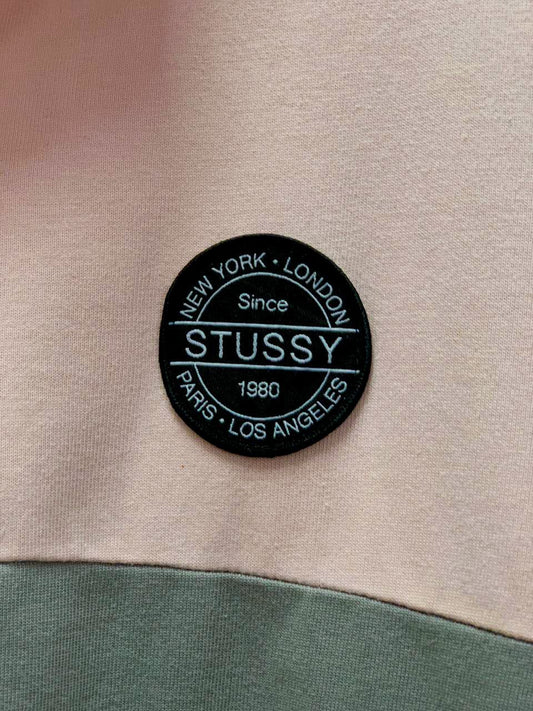 NEW YORK · LONDON
Since
STUSSY
1980
PARIS · LOS ANGELES